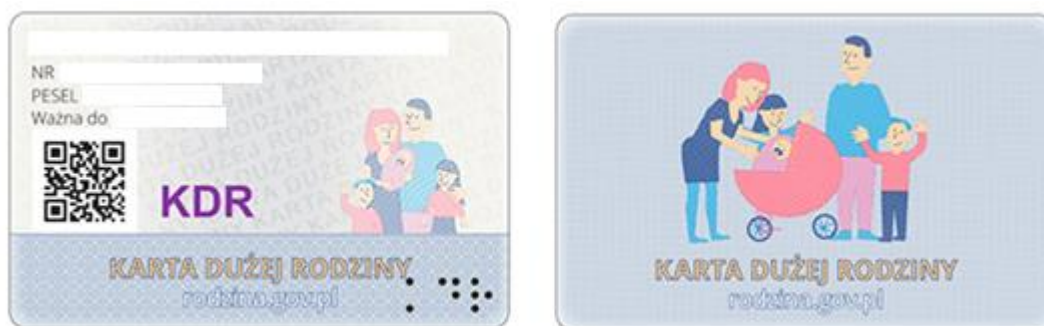 NR
PESEL
Ważna do
KDR
KARTA DUŻEJ RODZINY
rodzina.gov.pl
KARTA DUŻEJ RODZINY
rodzina.gov.pl